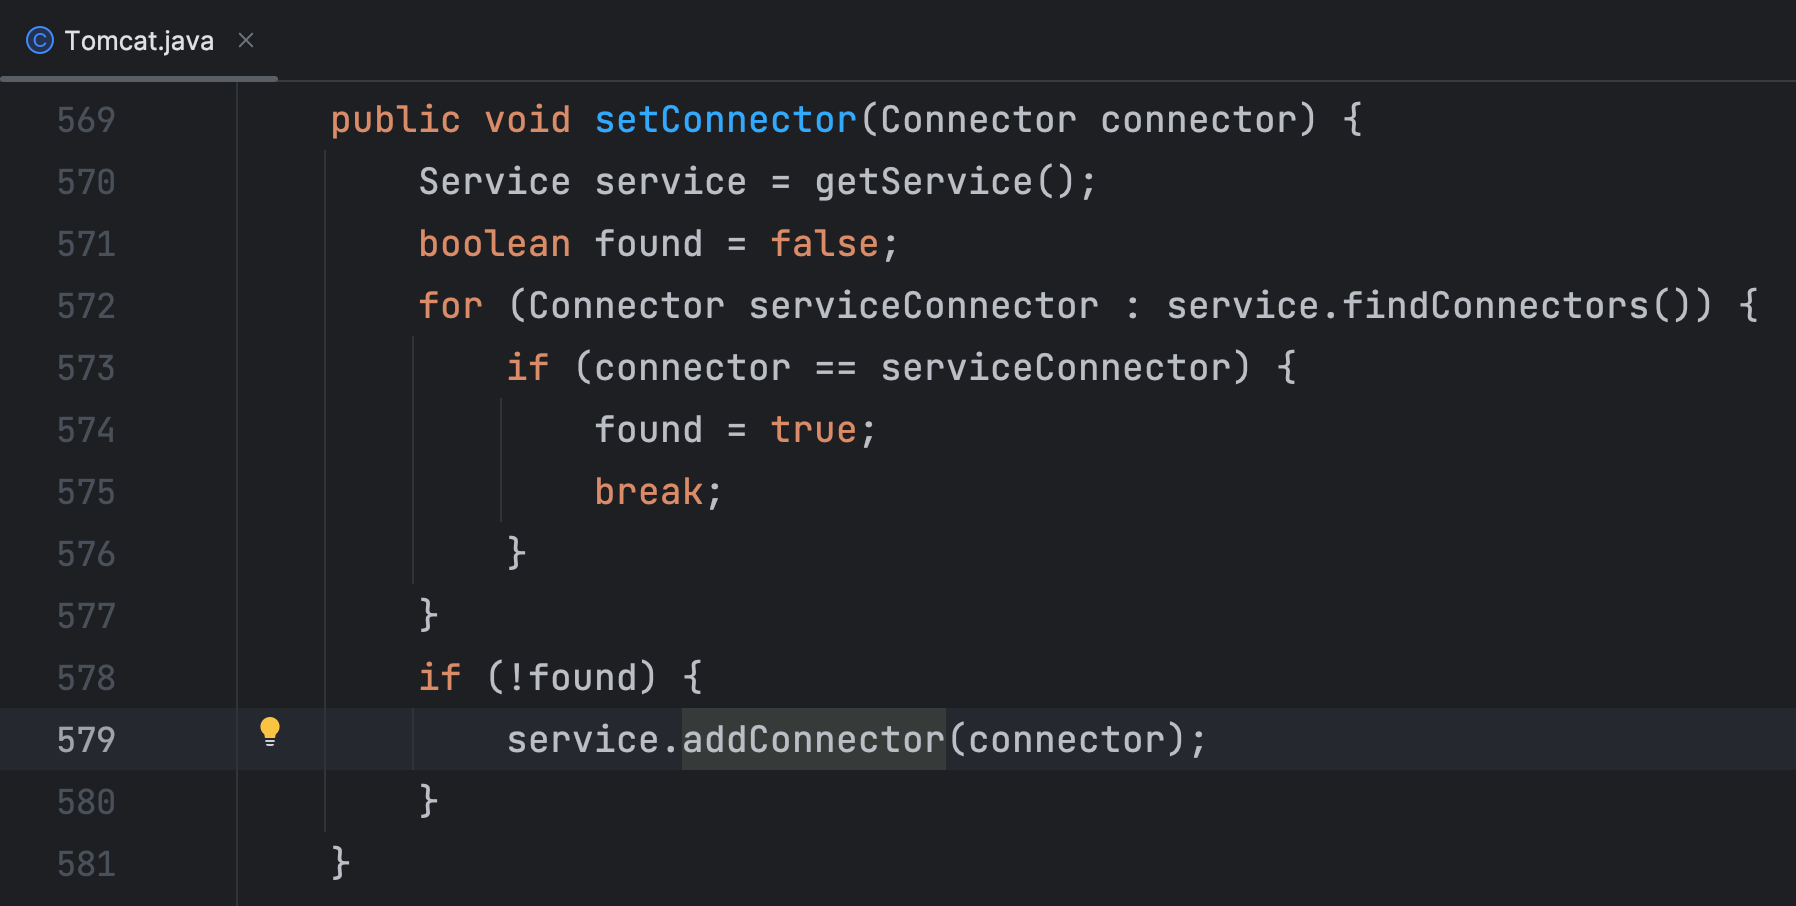 Tomcat.java
569 public void setConnector(Connector connector) {
570 Service service = getService();
571 boolean found = false;
572 for (Connector serviceConnector : service.findConnectors()) {
573 if (connector == serviceConnector) {
574 found = true;
575 break;
576 }
577 }
578 if (!found) {
579 service.addConnector(connector);
580 }
581 }